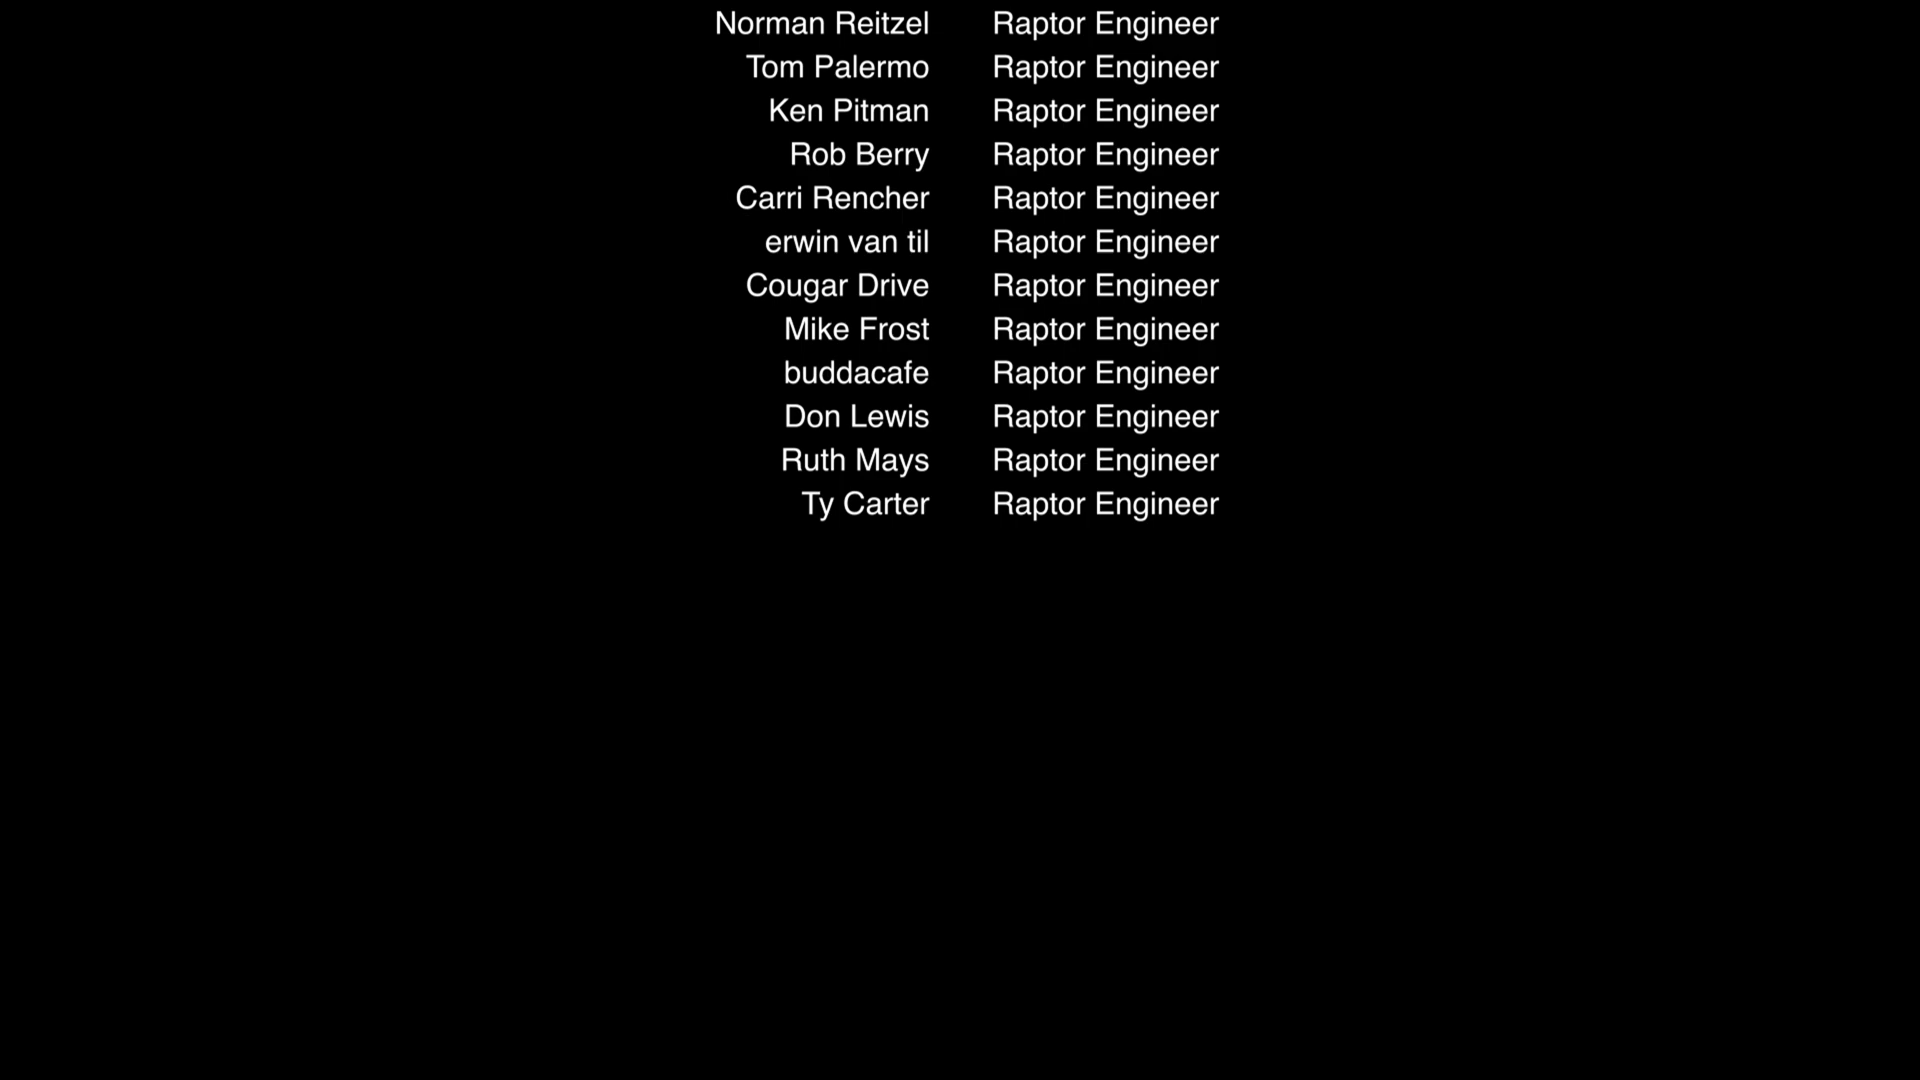 Norman Reitzel Raptor Engineer
Tom Palermo Raptor Engineer
Ken Pitman Raptor Engineer
Rob Berry Raptor Engineer
Carri Rencher Raptor Engineer
erwin van til Raptor Engineer
Cougar Drive Raptor Engineer
Mike Frost Raptor Engineer
buddacafe Raptor Engineer
Don Lewis Raptor Engineer
Ruth Mays Raptor Engineer
Ty Carter Raptor Engineer